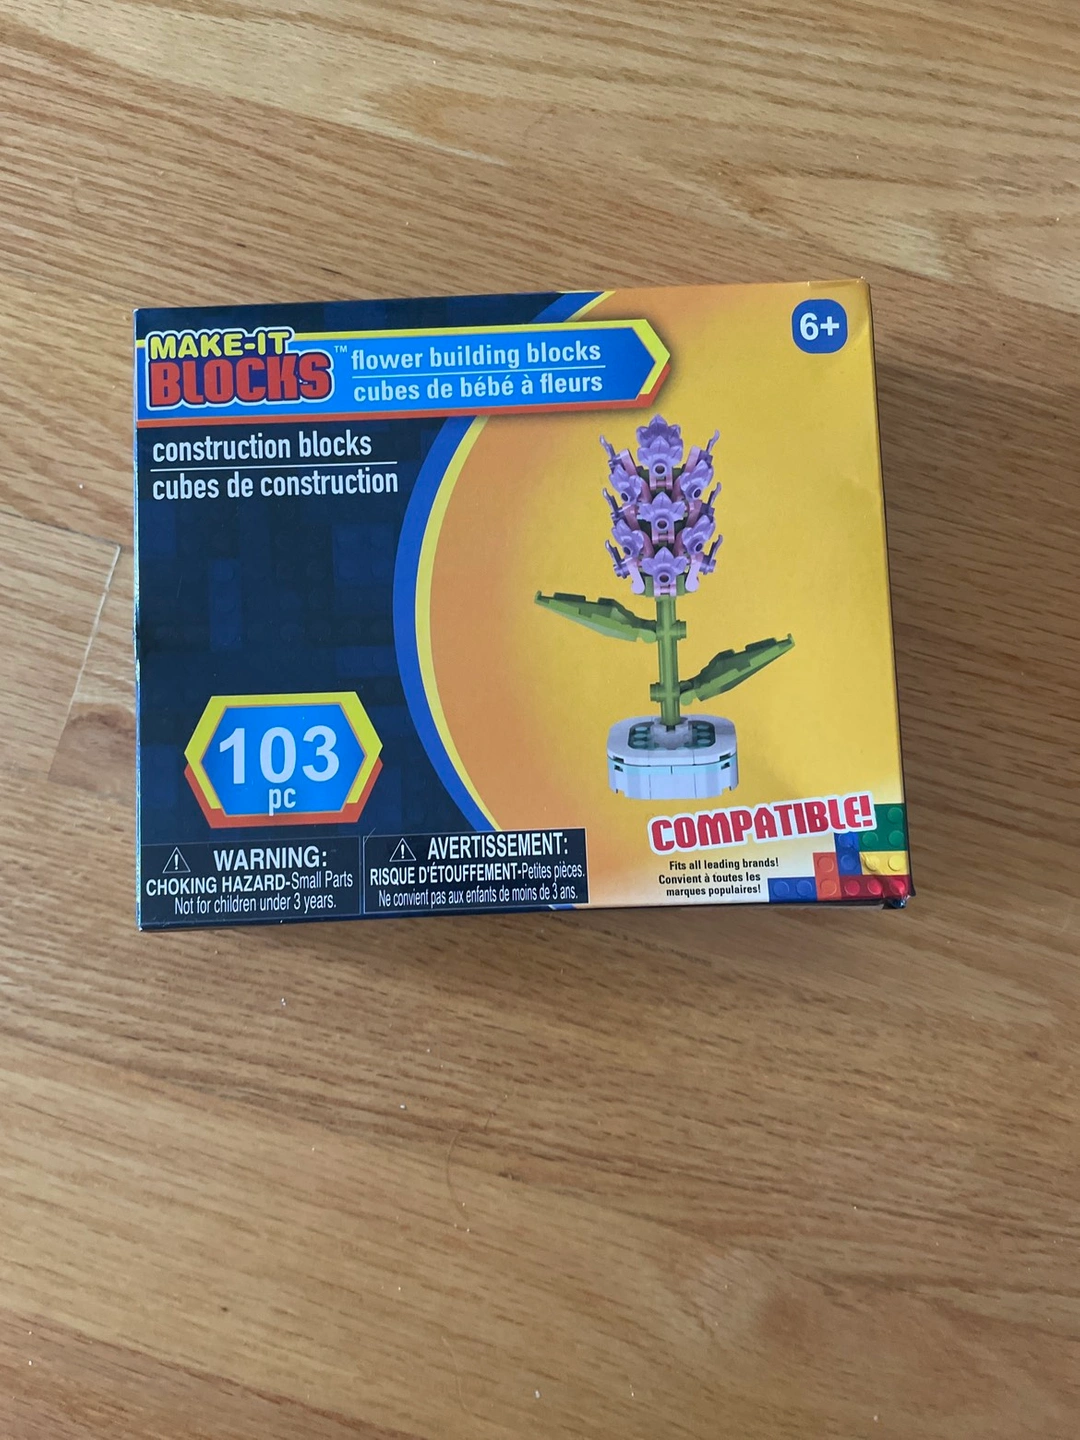 MAKE-IT
BLOCKS™
flower building blocks
cubes de bébé à fleurs
6+
construction blocks
cubes de construction
103
pc
WARNING:
CHOKING HAZARD-Small Parts
Not for children under 3 years.
AVERTISSEMENT:
RISQUE D'ÉTOUFFEMENT-Petites pièces.
Ne convient pas aux enfants de moins de 3 ans.
COMPATIBLE!
Fits all leading brands!
Convient à toutes les
marques populaires!